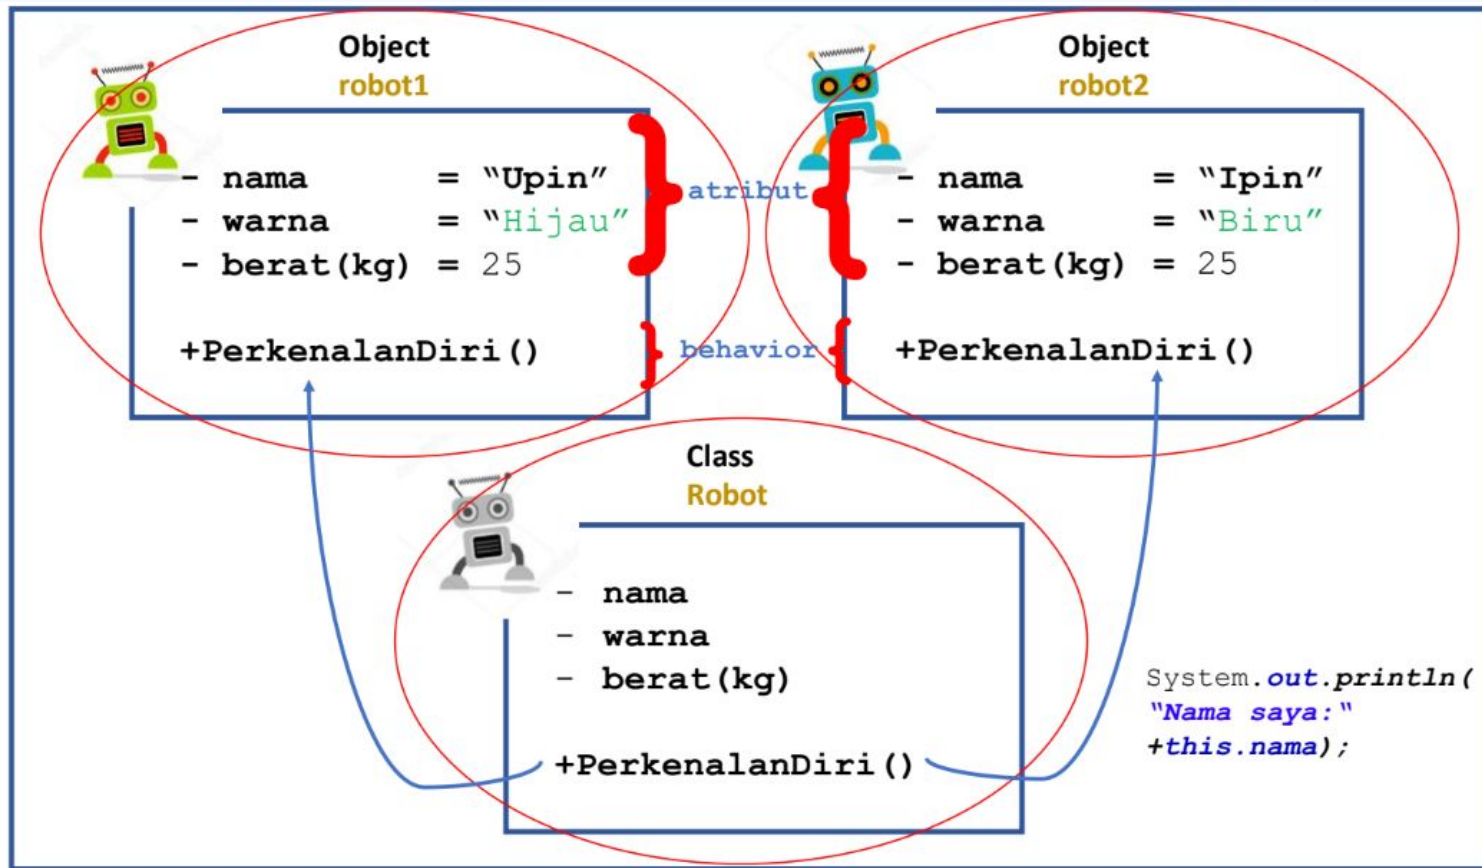 Object
robot1
- nama = “Upin”
- warna = “Hijau”
- berat(kg) = 25
+PerkenalanDiri()
atribut
behavior
Object
robot2
- nama = “Ipin”
- warna = “Biru”
- berat(kg) = 25
+PerkenalanDiri()
Class
Robot
- nama
- warna
- berat(kg)
+PerkenalanDiri()
System.out.println(
“Nama saya:“
+this.nama);